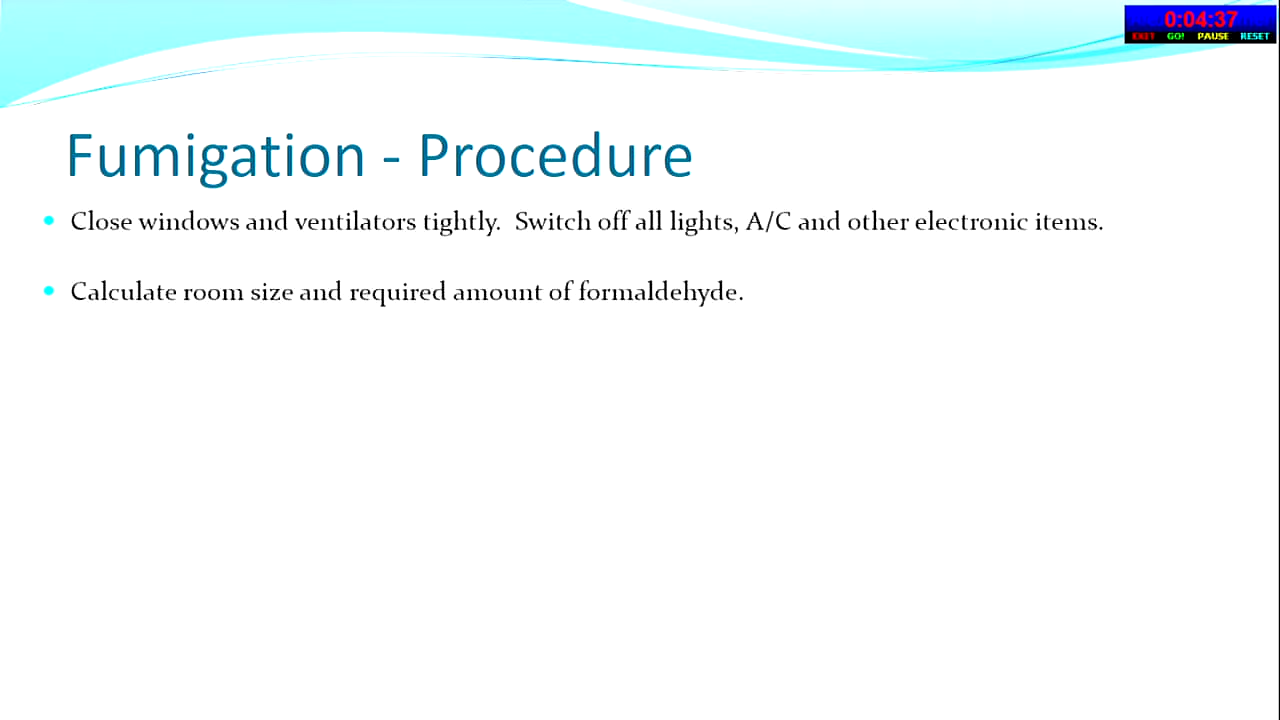 0:04:37
EXIT GO! PAUSE RESET
Fumigation - Procedure
Close windows and ventilators tightly.  Switch off all lights, A/C and other electronic items.
Calculate room size and required amount of formaldehyde.